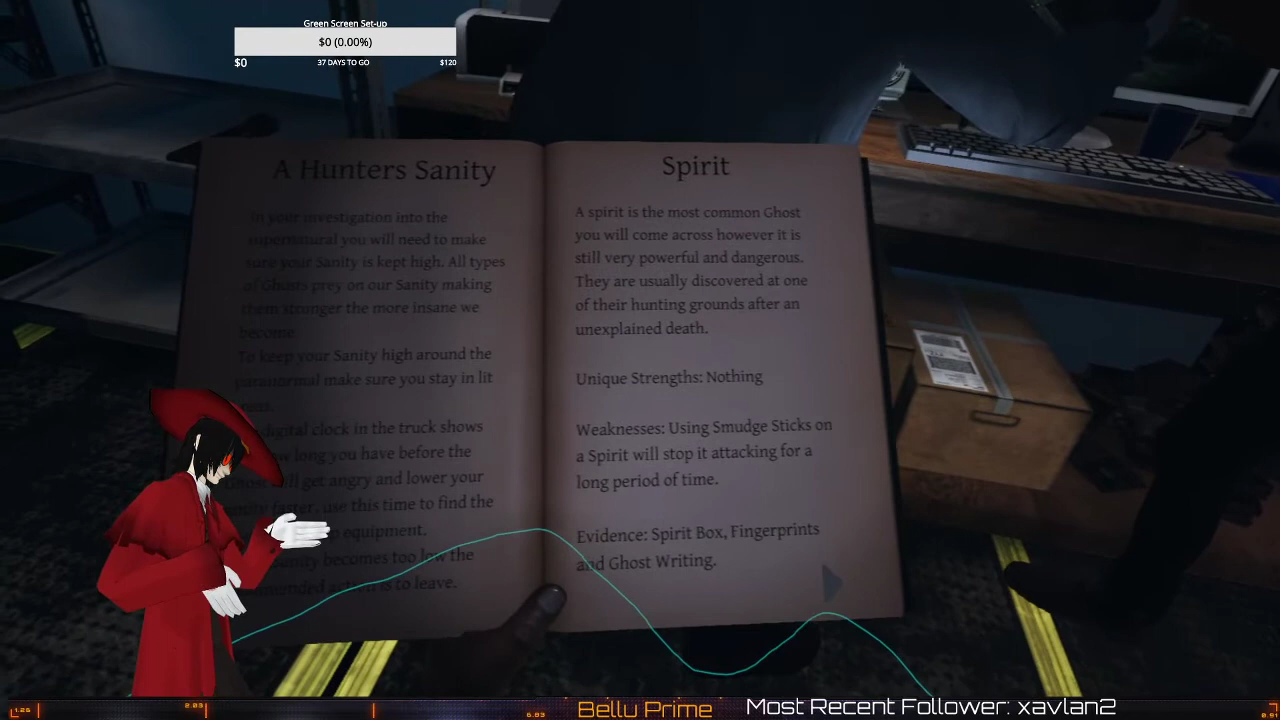 Green Screen Set-up
$0 (0.00%)
$0
37 DAYS TO GO
$120
A Hunters Sanity
In your investigation into the
supernatural you will need to make
sure your Sanity is kept high. All types
of Ghosts prey on our Sanity making
them stronger the more insane we
become.
To keep your Sanity high around the
paranormal make sure you stay in lit
digital clock in the truck shows
long you have before the
will get angry and lower your
faster, use this time to find the
equipment.
becomes too low the
is to leave.
Spirit
A spirit is the most common Ghost
you will come across however it is
still very powerful and dangerous.
They are usually discovered at one
of their hunting grounds after an
unexplained death.
Unique Strengths: Nothing
Weaknesses: Using Smudge Sticks on
a Spirit will stop it attacking for a
long period of time.
Evidence: Spirit Box, Fingerprints
and Ghost Writing.
1.26
2.03
6.83
Bellu Prime
Most Recent Follower: xavlan2